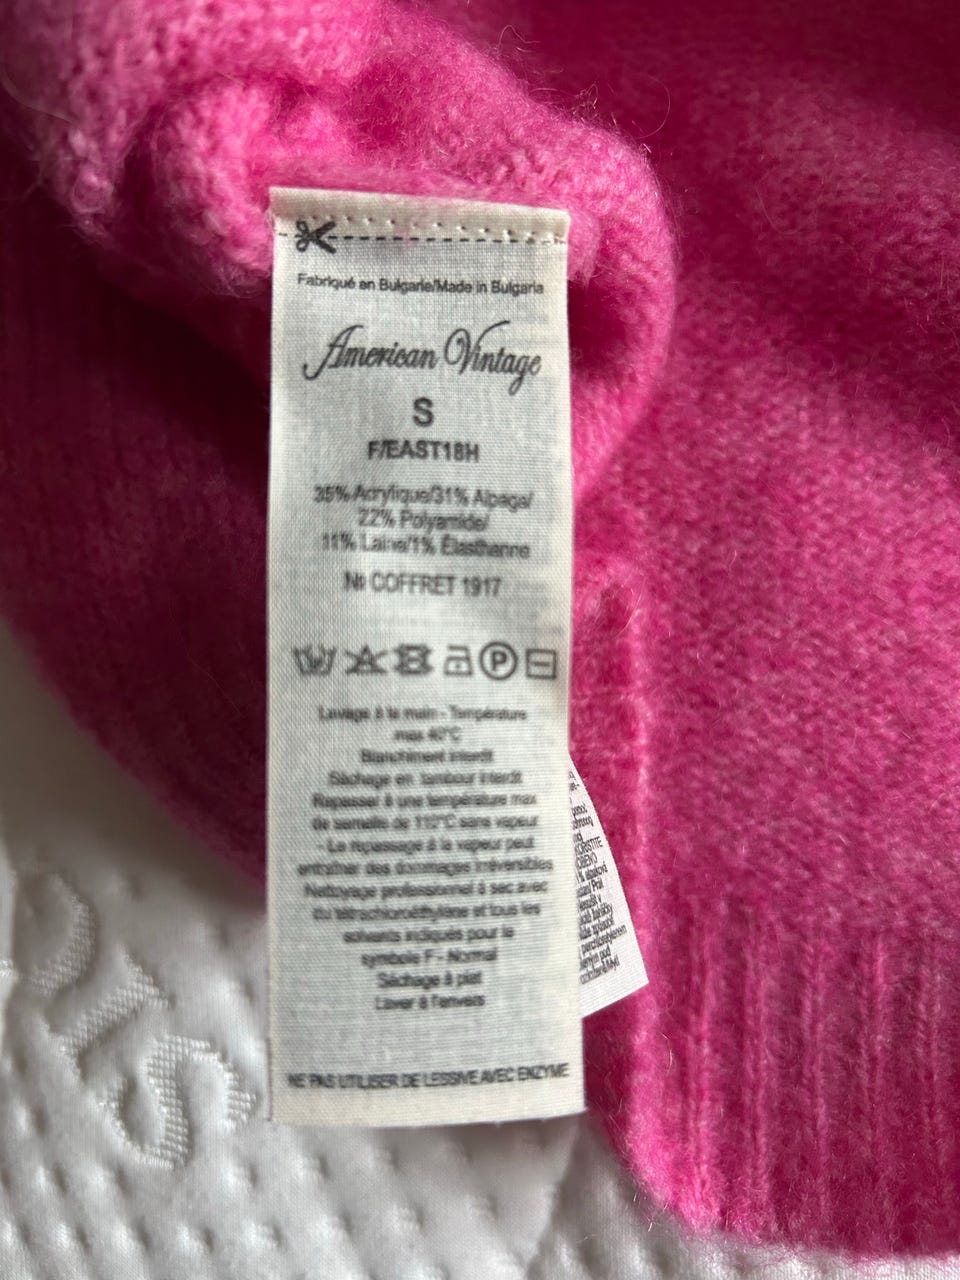 Fabriqué en Bulgarie/Made in Bulgaria
American Vintage
S
F/EAST18H
35% Acrylique/31% Alpaga/
22% Polyamide/
11% Laine/1% Élasthanne
№ COFFRET 1917
P
Lavage à la main - Température
max 40°C
Blanchiment interdit
Séchage en tambour interdit
Repasser à une température max
de semelle de 110°C sans vapeur
Le repassage à la vapeur peut
entraîner des dommages irréversibles
Nettoyage professionnel à sec avec
du tétrachloroéthylène et tous les
solvants indiqués pour le
symbole F - Normal
Séchage à plat
Laver à l'envers
NE PAS UTILISER DE LESSIVE AVEC ENZYME